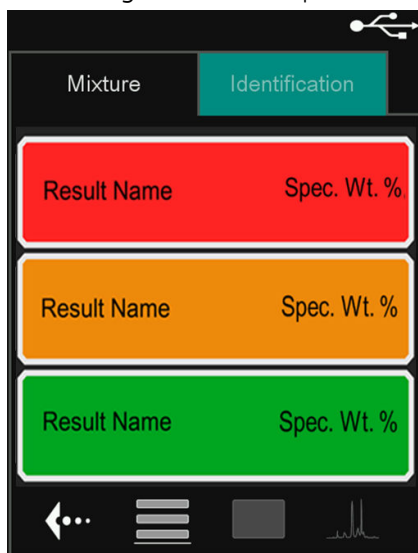 Mixture Identification
Result Name Spec. Wt. %
Result Name Spec. Wt. %
Result Name Spec. Wt. %